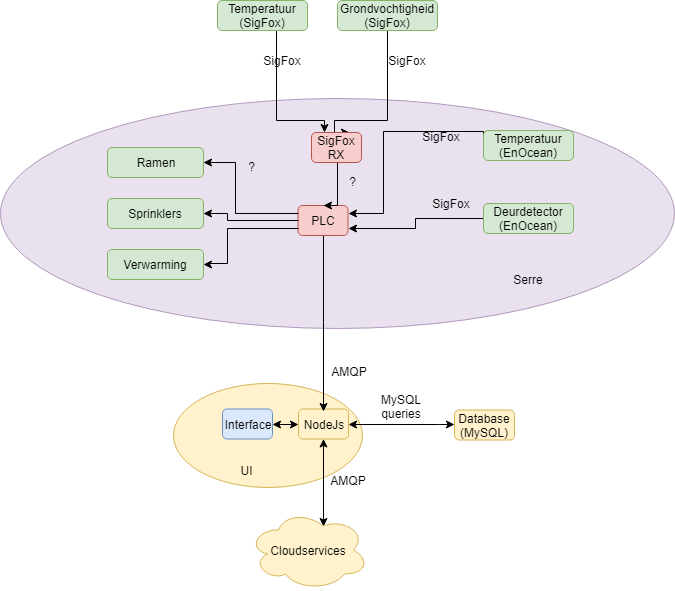 Temperatuur
(SigFox)
Grondvochtigheid
(SigFox)
SigFox
SigFox
SigFox
RX
SigFox
Temperatuur
(EnOcean)
Ramen
?
?
Sprinklers
PLC
SigFox
Deurdetector
(EnOcean)
Verwarming
Serre
AMQP
Interface
NodeJs
MySQL
queries
Database
(MySQL)
UI
AMQP
Cloudservices